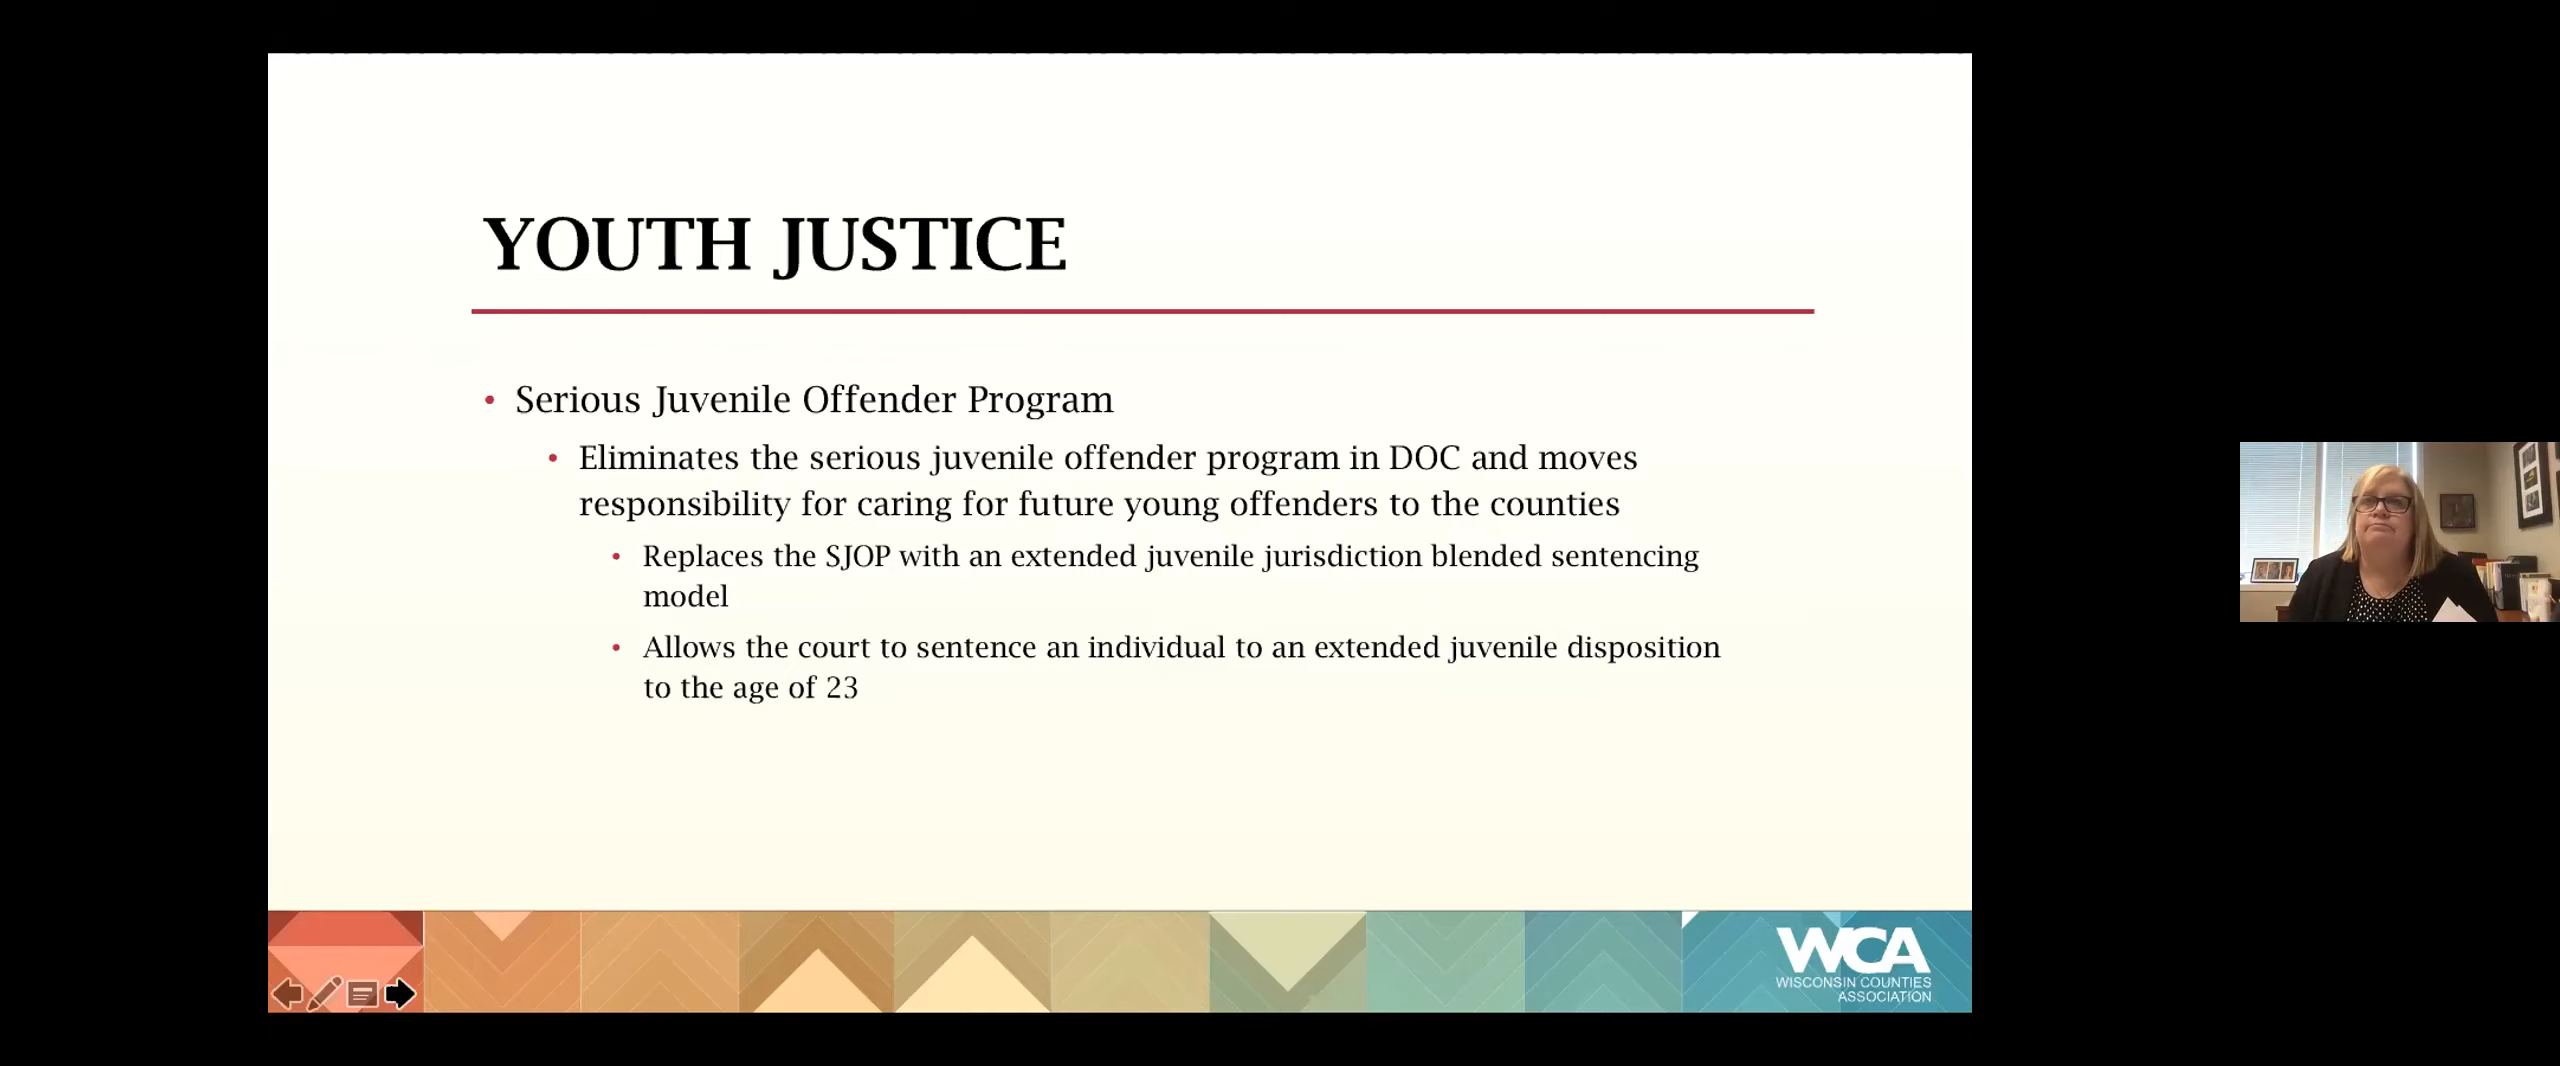 YOUTH JUSTICE
• Serious Juvenile Offender Program
• Eliminates the serious juvenile offender program in DOC and moves
responsibility for caring for future young offenders to the counties
• Replaces the SJOP with an extended juvenile jurisdiction blended sentencing
model
• Allows the court to sentence an individual to an extended juvenile disposition
to the age of 23
WCA
WISCONSIN COUNTIES
ASSOCIATION